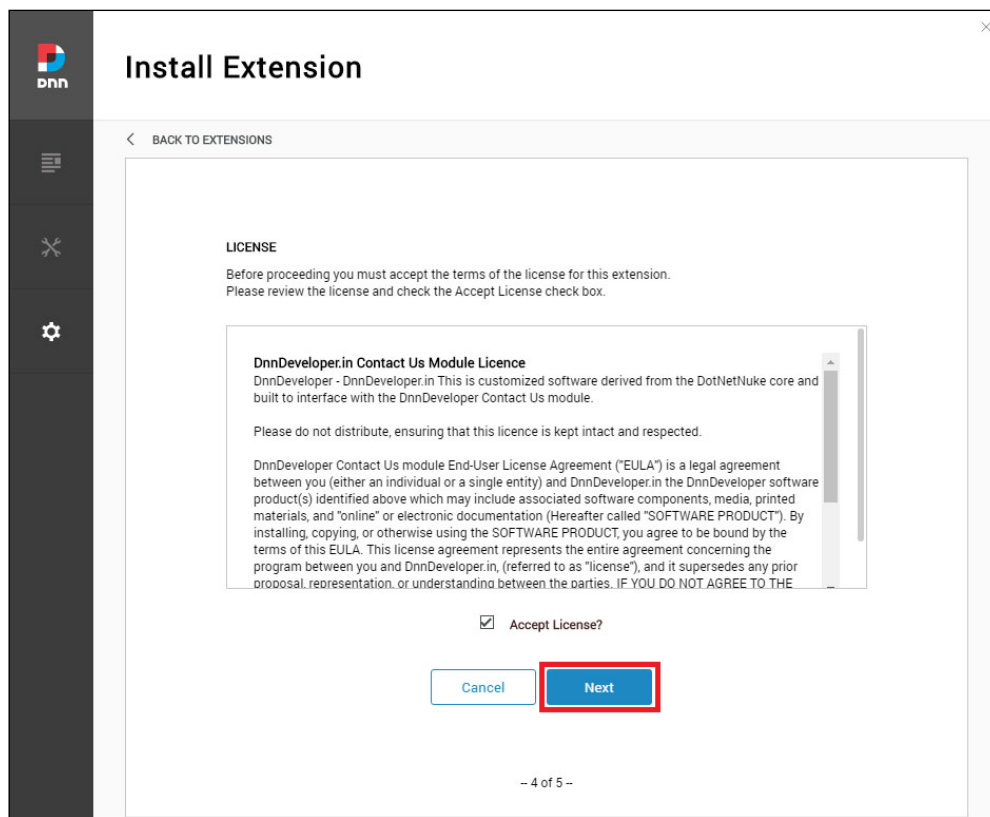 Dnn
Install Extension
BACK TO EXTENSIONS
LICENSE
Before proceeding you must accept the terms of the license for this extension.
Please review the license and check the Accept License check box.
DnnDeveloper.in Contact Us Module Licence
DnnDeveloper - DnnDeveloper.in This is customized software derived from the DotNetNuke core and
built to interface with the DnnDeveloper Contact Us module.
Please do not distribute, ensuring that this licence is kept intact and respected.
DnnDeveloper Contact Us module End-User License Agreement ("EULA") is a legal agreement
between you (either an individual or a single entity) and DnnDeveloper.in the DnnDeveloper software
product(s) identified above which may include associated software components, media, printed
materials, and "online" or electronic documentation (Hereafter called "SOFTWARE PRODUCT"). By
installing, copying, or otherwise using the SOFTWARE PRODUCT, you agree to be bound by the
terms of this EULA. This license agreement represents the entire agreement concerning the
program between you and DnnDeveloper.in, (referred to as "license"), and it supersedes any prior
proposal, representation, or understanding between the parties. IF YOU DO NOT AGREE TO THE
Accept License?
Cancel
Next
-- 4 of 5 --